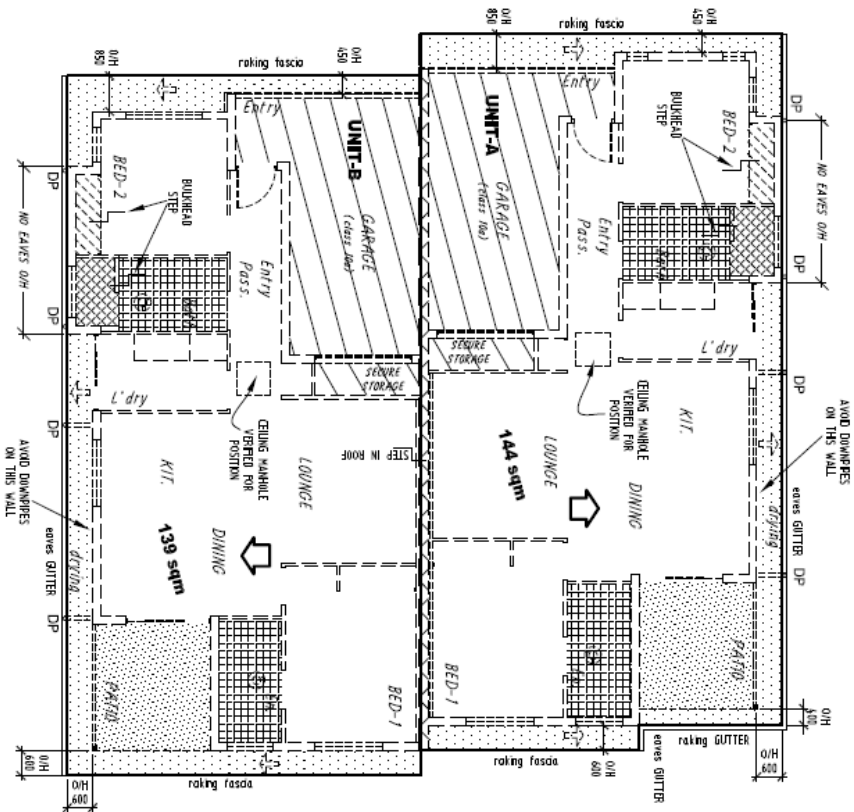 O/H
850
raking fascia
O/H
450
O/H
850
raking fascia
O/H
450
DP
Entry
UNIT-B
GARAGE
(class 10a)
BED-2
BULKHEAD
STEP
NO EAVES O/H
DP
Entry
Pass.
DP
L'dry
SECURE
STORAGE
CEILING MANHOLE
VERIFIED FOR
POSITION
STEP IN ROOF
LOUNGE
KIT.
DINING
139 sqm
AVOID DOWNPIPES
ON THIS WALL
eaves GUTTER
drying
DP
DP
PATIO
BED-1
raking fascia
O/H
600
O/H
600
Entry
UNIT-A
GARAGE
(class 10a)
BED-2
BULKHEAD
STEP
DP
NO EAVES O/H
DP
Entry
Pass.
Bath
L'dry
SECURE
STORAGE
CEILING MANHOLE
VERIFIED FOR
POSITION
KIT.
LOUNGE
144 sqm
DINING
DP
AVOID DOWNPIPES
ON THIS WALL
eaves GUTTER
drying
DP
PATIO
BED-1
raking fascia
O/H
600
eaves GUTTER
raking GUTTER
O/H
600
O/H
600